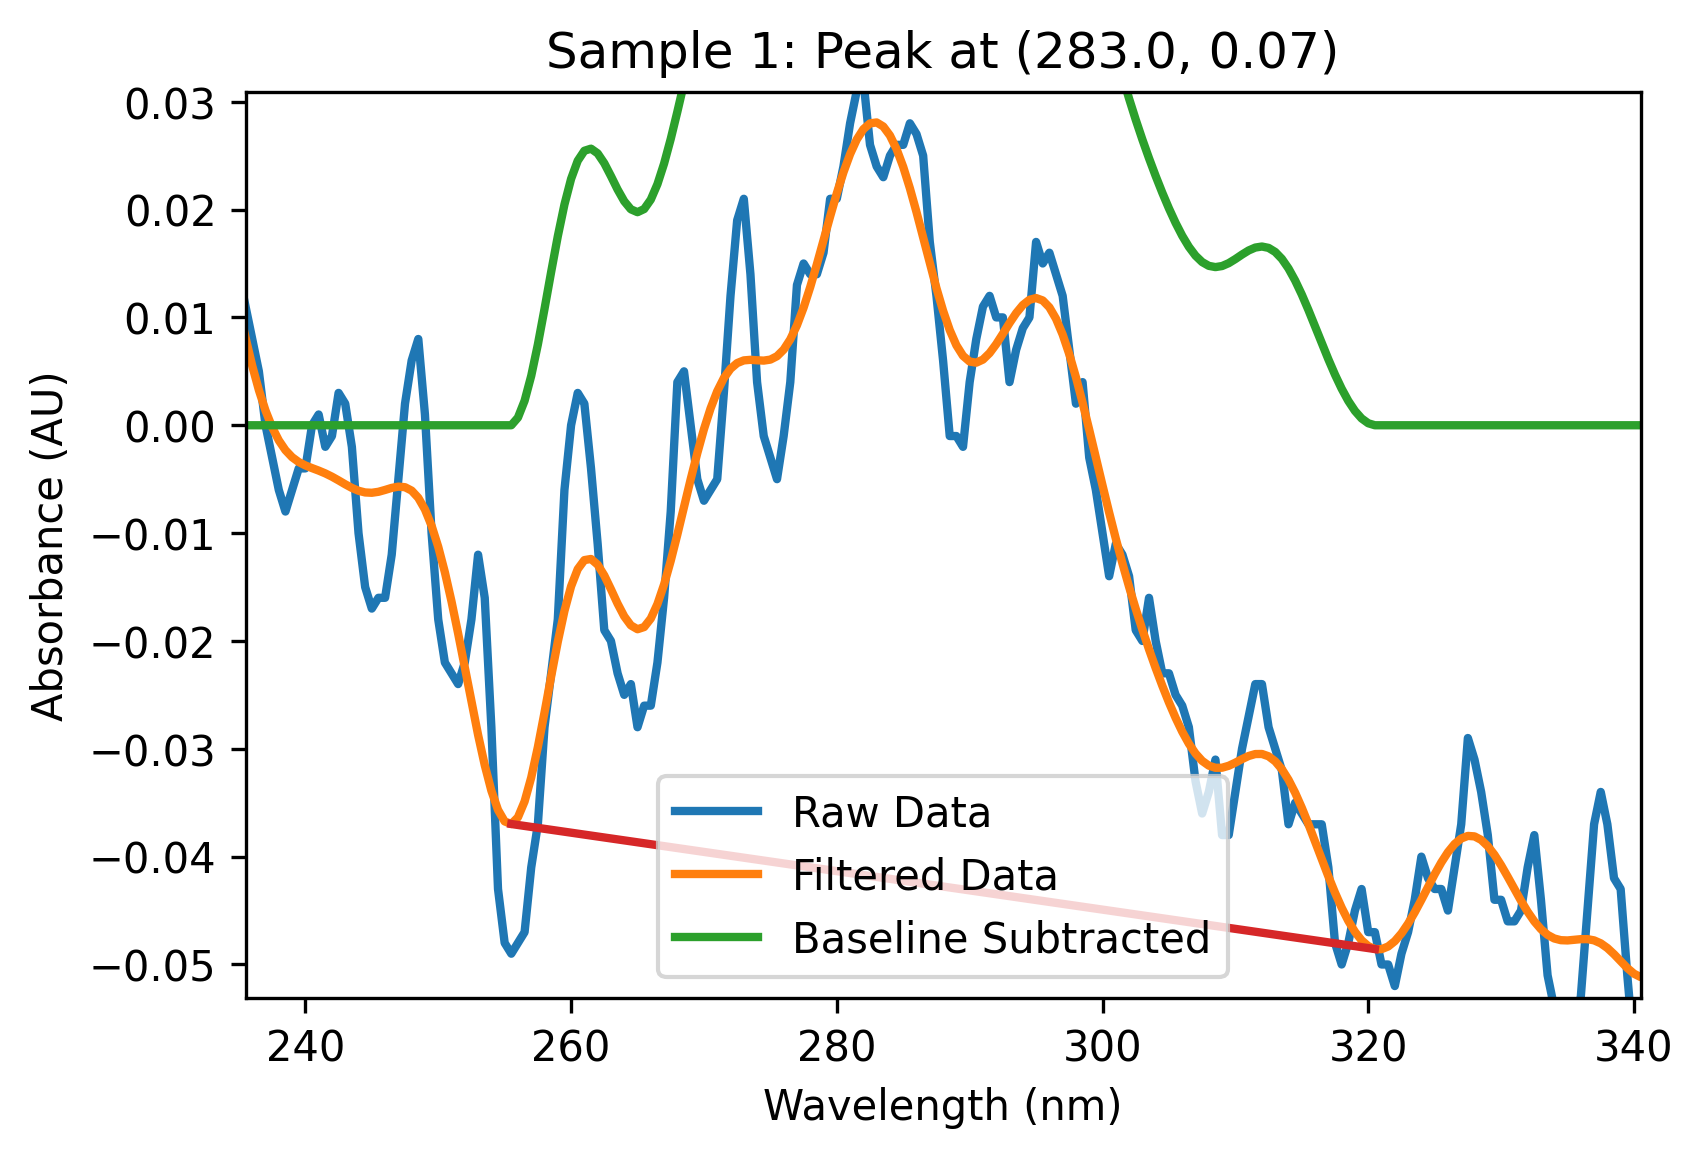 Sample 1: Peak at (283.0, 0.07)
0.03
0.02
0.01
0.00
−0.01
−0.02
−0.03
−0.04
−0.05
Absorbance (AU)
Raw Data
Filtered Data
Baseline Subtracted
240 260 280 300 320 340
Wavelength (nm)